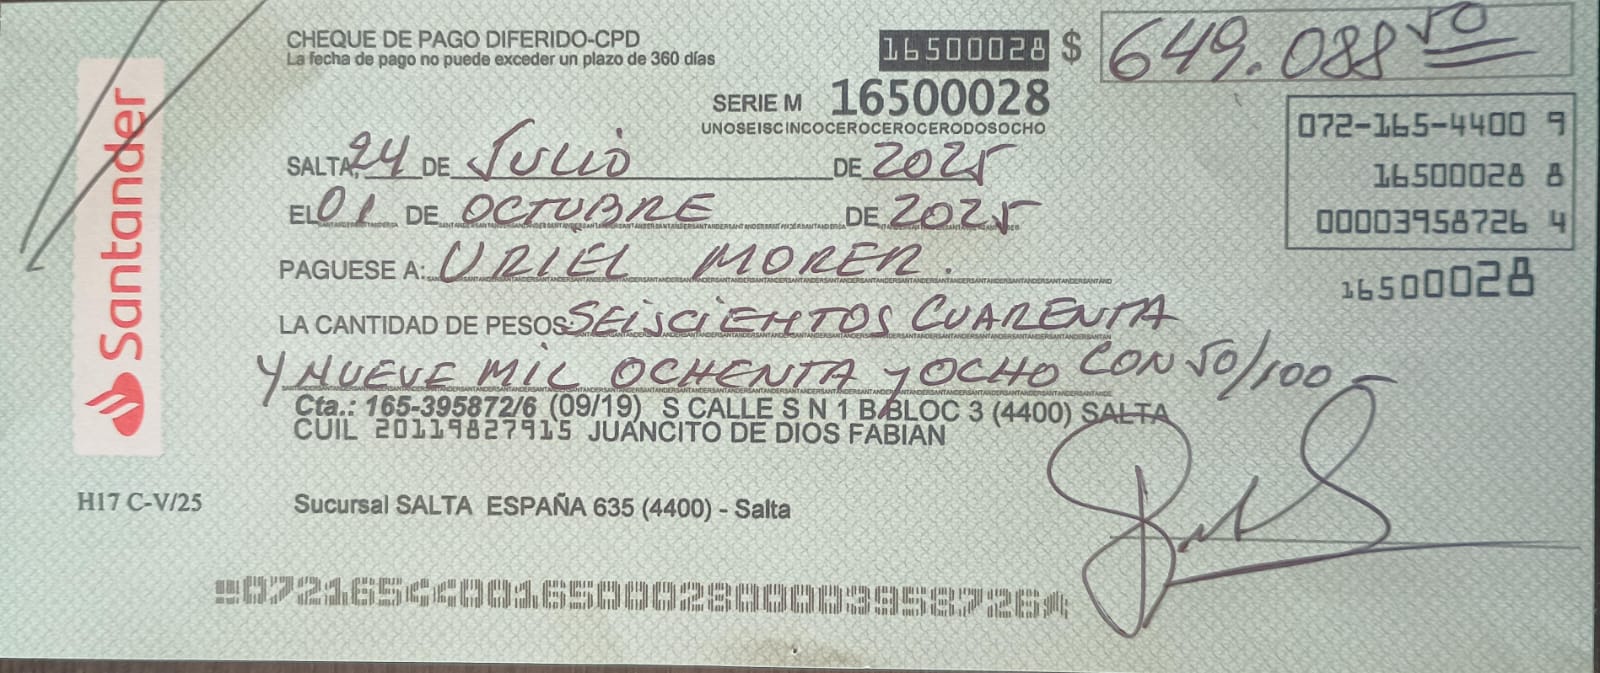 Santander
CHEQUE DE PAGO DIFERIDO-CPD
La fecha de pago no puede exceder un plazo de 360 días
16500028 $ 649.088 50
SERIE M 16500028
UNOSEISCINCOCEROCEROCERODOSOCHO
072-165-4400 9
16500028 8
00003958726 4
16500028
SALTA, 24 DE JULIO DE 2025
EL 01 DE OCTUBRE DE 2025
PAGUESE A: URIEL MORER.
LA CANTIDAD DE PESOS: SEISCIENTOS CUARENTA
Y NUEVE MIL OCHENTA Y OCHO CON 50/100
Cta.: 165-395872/6 (09/19) S CALLE S N 1 B/BLOC 3 (4400) SALTA
CUIL 20119827915 JUANCITO DE DIOS FABIAN
H17 C-V/25
Sucursal SALTA ESPAÑA 635 (4400) - Salta
072165440016500028000039587264